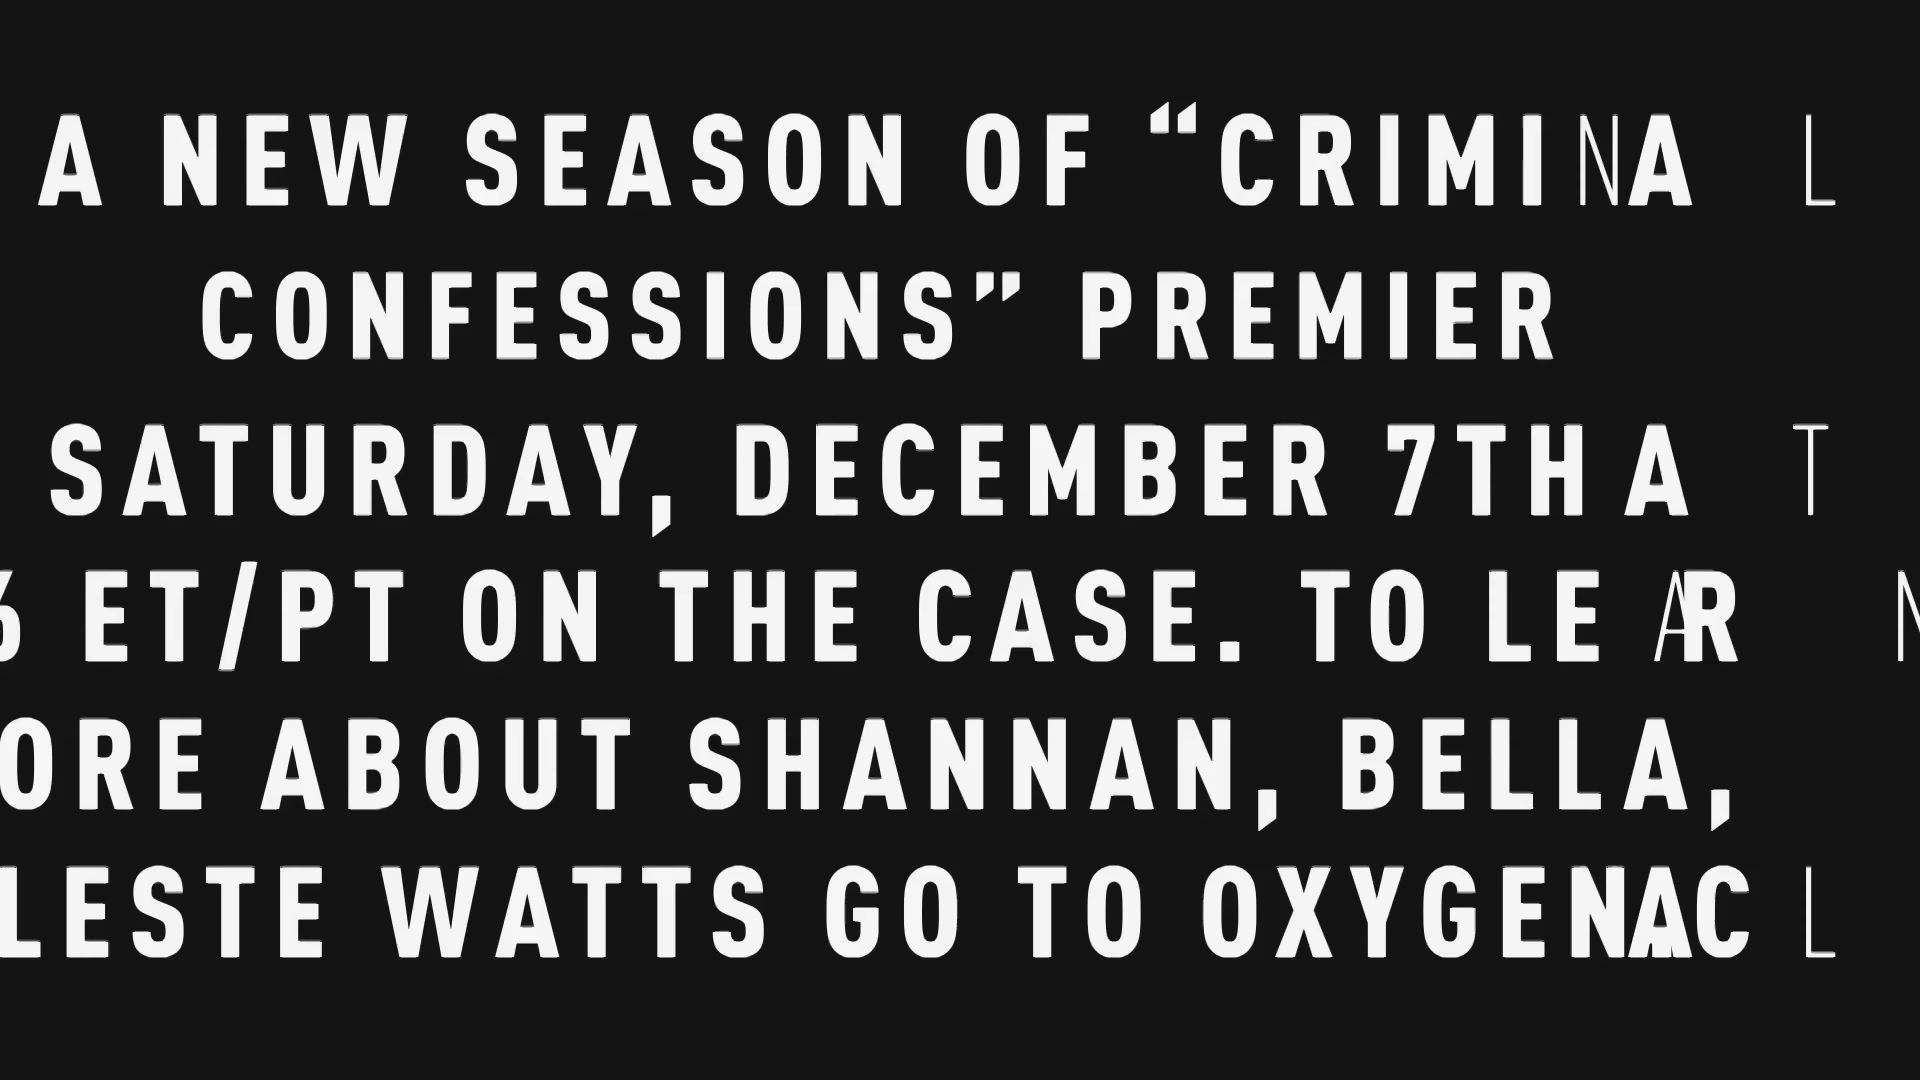 A NEW SEASON OF “CRIMINAL
CONFESSIONS” PREMIER
SATURDAY, DECEMBER 7TH AT
ET/PT ON THE CASE. TO LEARN
ORE ABOUT SHANNAN, BELLA,
LESTE WATTS GO TO